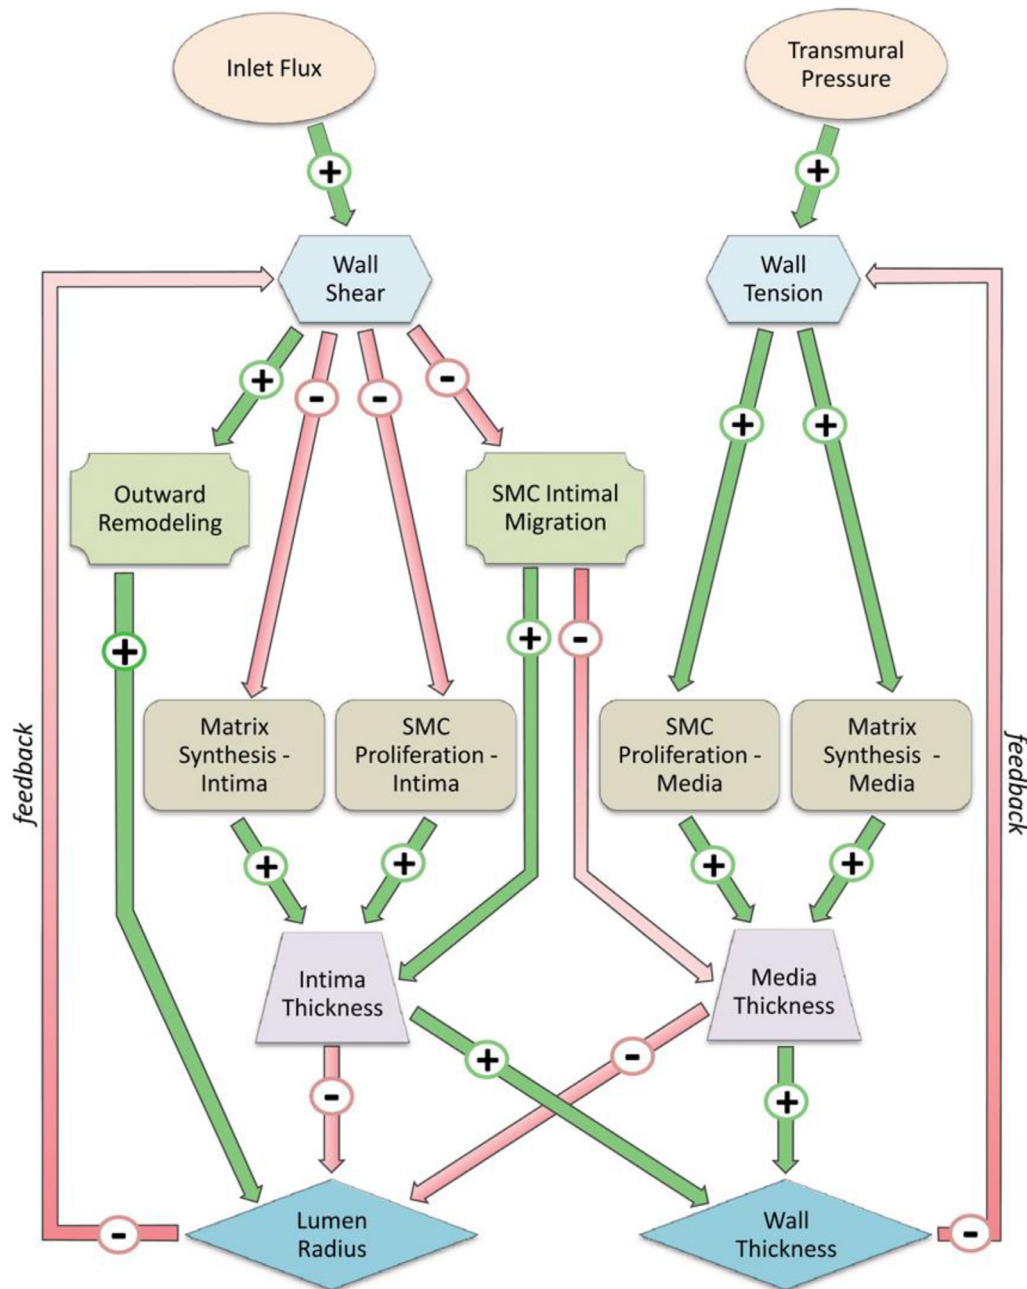 Inlet Flux
Transmural
Pressure
+
+
Wall
Shear
Wall
Tension
+
-
-
-
+
+
Outward
Remodeling
SMC Intimal
Migration
+
+
-
Matrix
Synthesis -
Intima
SMC
Proliferation -
Intima
SMC
Proliferation -
Media
Matrix
Synthesis -
Media
feedback
feedback
+
+
+
+
Intima
Thickness
Media
Thickness
-
+
-
+
Lumen
Radius
Wall
Thickness
-
-